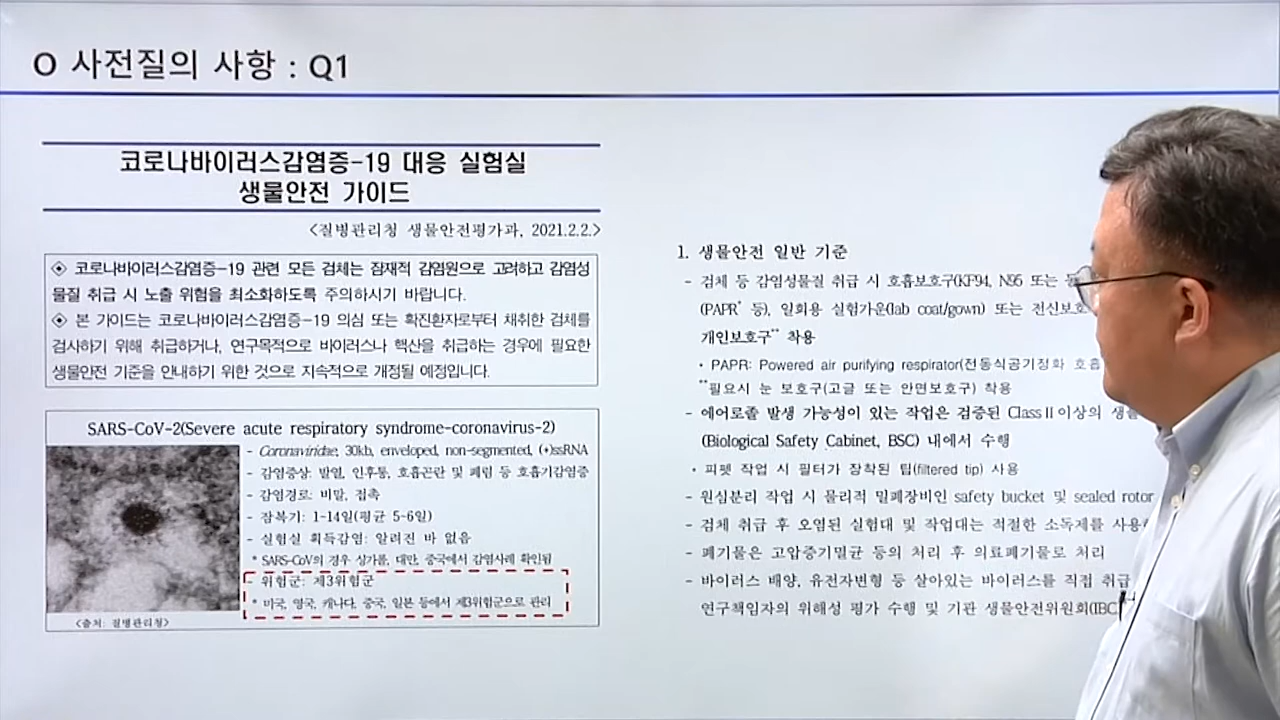 O 사전질의 사항 : Q1
코로나바이러스감염증-19 대응 실험실
생물안전 가이드
<질병관리청 생물안전평가과, 2021.2.2.>
◈ 코로나바이러스감염증-19 관련 모든 검체는 잠재적 감염원으로 고려하고 감염성
물질 취급 시 노출 위험을 최소화하도록 주의하시기 바랍니다.
◈ 본 가이드는 코로나바이러스감염증-19 의심 또는 확진환자로부터 채취한 검체를
검사하기 위해 취급하거나, 연구목적으로 바이러스나 핵산을 취급하는 경우에 필요한
생물안전 기준을 안내하기 위한 것으로 지속적으로 개정될 예정입니다.
SARS-CoV-2(Severe acute respiratory syndrome-coronavirus-2)
- Coronaviridae, 30kb, enveloped, non-segmented, (+)ssRNA
- 감염증상: 발열, 인후통, 호흡곤란 및 폐렴 등 호흡기감염증
- 감염경로: 비말, 접촉
- 잠복기: 1-14일(평균 5-6일)
- 실험실 획득감염: 알려진 바 없음
* SARS-CoV의 경우 싱가폴, 대만, 중국에서 감염사례 확인됨
- 위험군: 제3위험군
* 미국, 영국, 캐나다, 중국, 일본 등에서 제3위험군으로 관리
<출처: 질병관리청>
1. 생물안전 일반 기준
- 검체 등 감염성물질 취급 시 호흡보호구(KF94, N95 또는
(PAPR* 등), 일회용 실험가운(lab coat/gown) 또는 전신보호
개인보호구** 착용
* PAPR: Powered air purifying respirator(전동식공기정화
**필요시 눈 보호구(고글 또는 안면보호구) 착용
- 에어로졸 발생 가능성이 있는 작업은 검증된 Class II 이상의
(Biological Safety Cabinet, BSC) 내에서 수행
* 피펫 작업 시 필터가 장착된 팁(filtered tip) 사용
- 원심분리 작업 시 물리적 밀폐장비인 safety bucket 및 sealed rotor
- 검체 취급 후 오염된 실험대 및 작업대는 적절한 소독제를
- 폐기물은 고압증기멸균 등의 처리 후 의료폐기물로 처리
- 바이러스 배양, 유전자변형 등 살아있는 바이러스를 직접 취급
연구책임자의 위해성 평가 수행 및 기관 생물안전위원회(IBC